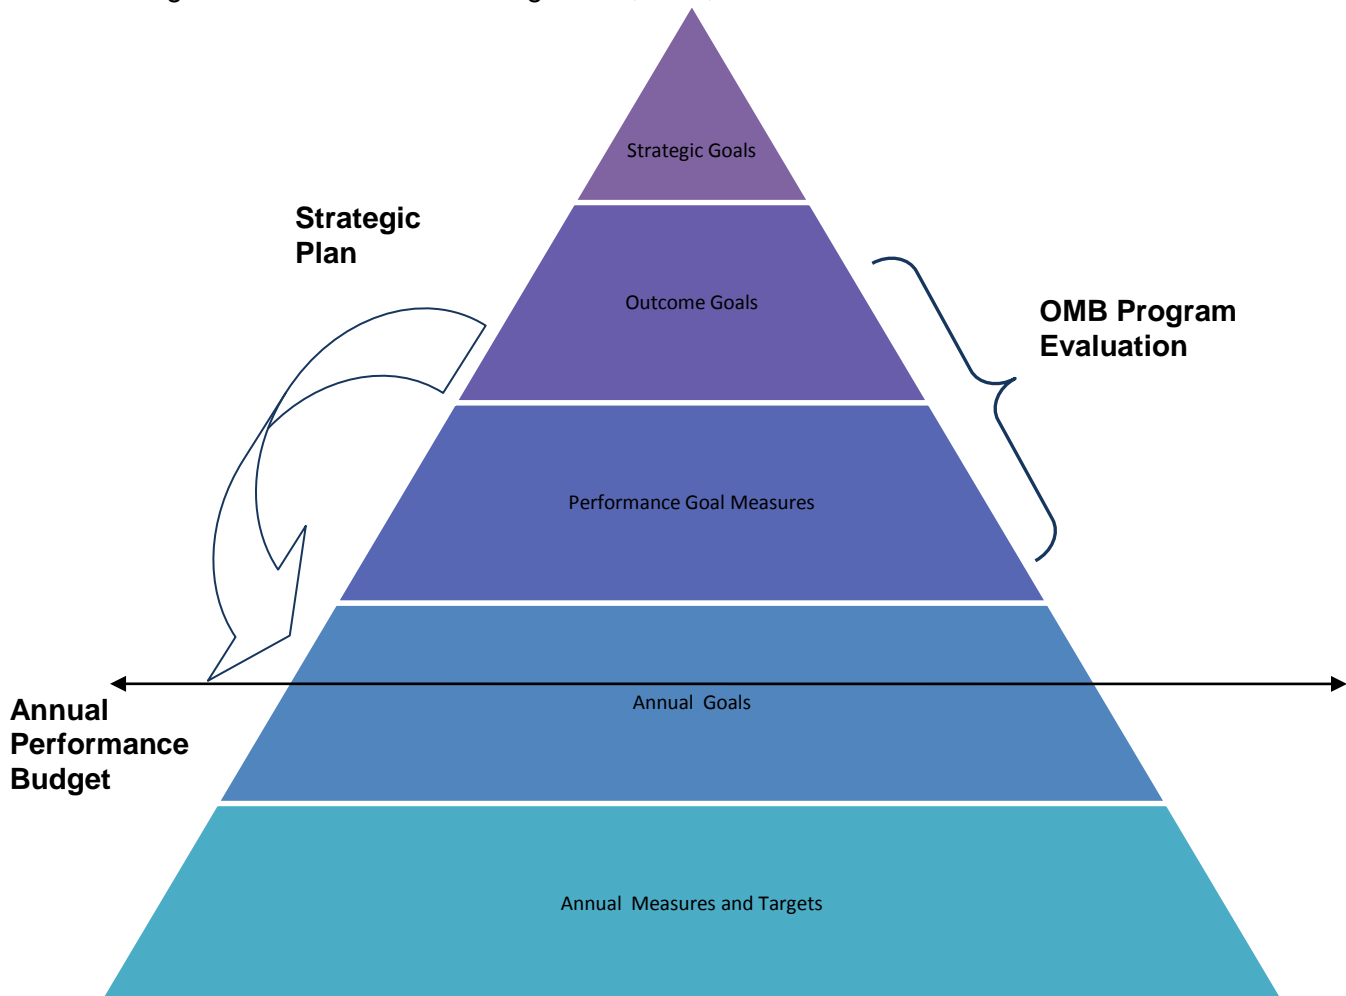 Strategic Goals
Strategic
Plan
Outcome Goals
OMB Program
Evaluation
Performance Goal Measures
Annual Goals
Annual
Performance
Budget
Annual Measures and Targets